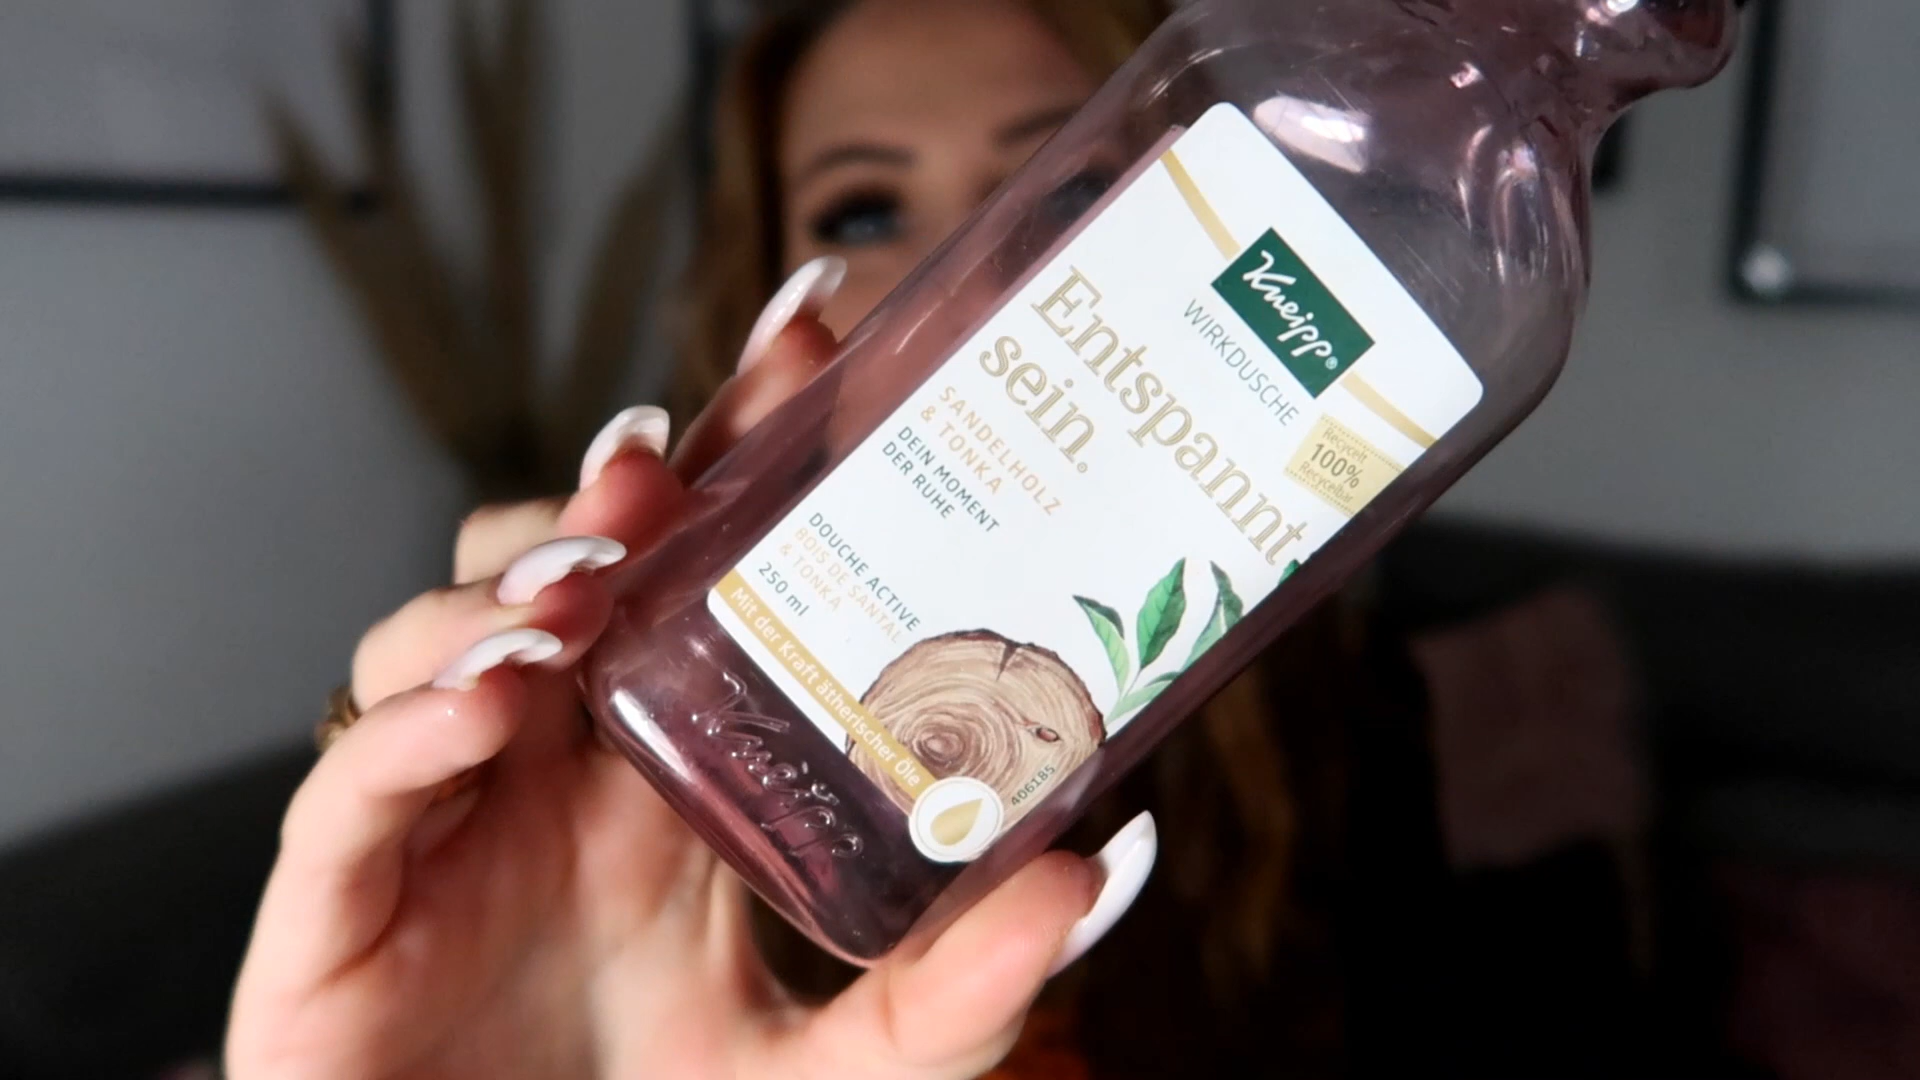 Kneipp®
WIRKDUSCHE
Entspannt
sein.
Recycelt
100%
Recycelbar
SANDELHOLZ
& TONKA
DEIN MOMENT
DER RUHE
DOUCHE ACTIVE
BOIS DE SANTAL
& TONKA
250 ml
Mit der Kraft ätherischer Öle
406185
Kneipp